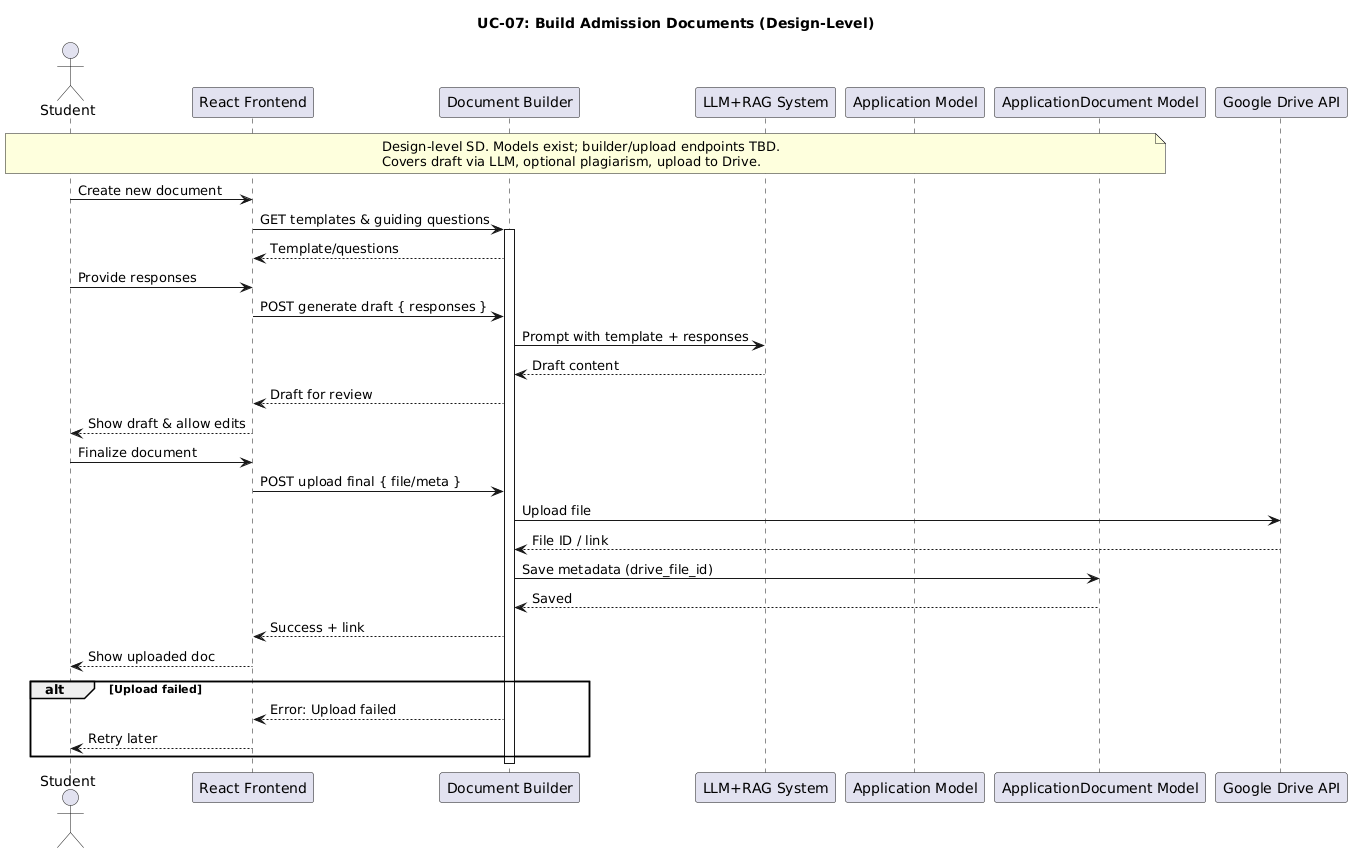 UC-07: Build Admission Documents (Design-Level)
Student
React Frontend
Document Builder
LLM+RAG System
Application Model
ApplicationDocument Model
Google Drive API
Design-level SD. Models exist; builder/upload endpoints TBD.
Covers draft via LLM, optional plagiarism, upload to Drive.
Create new document
GET templates & guiding questions
Template/questions
Provide responses
POST generate draft { responses }
Prompt with template + responses
Draft content
Draft for review
Show draft & allow edits
Finalize document
POST upload final { file/meta }
Upload file
File ID / link
Save metadata (drive_file_id)
Saved
Success + link
Show uploaded doc
alt [Upload failed]
Error: Upload failed
Retry later
Student
React Frontend
Document Builder
LLM+RAG System
Application Model
ApplicationDocument Model
Google Drive API